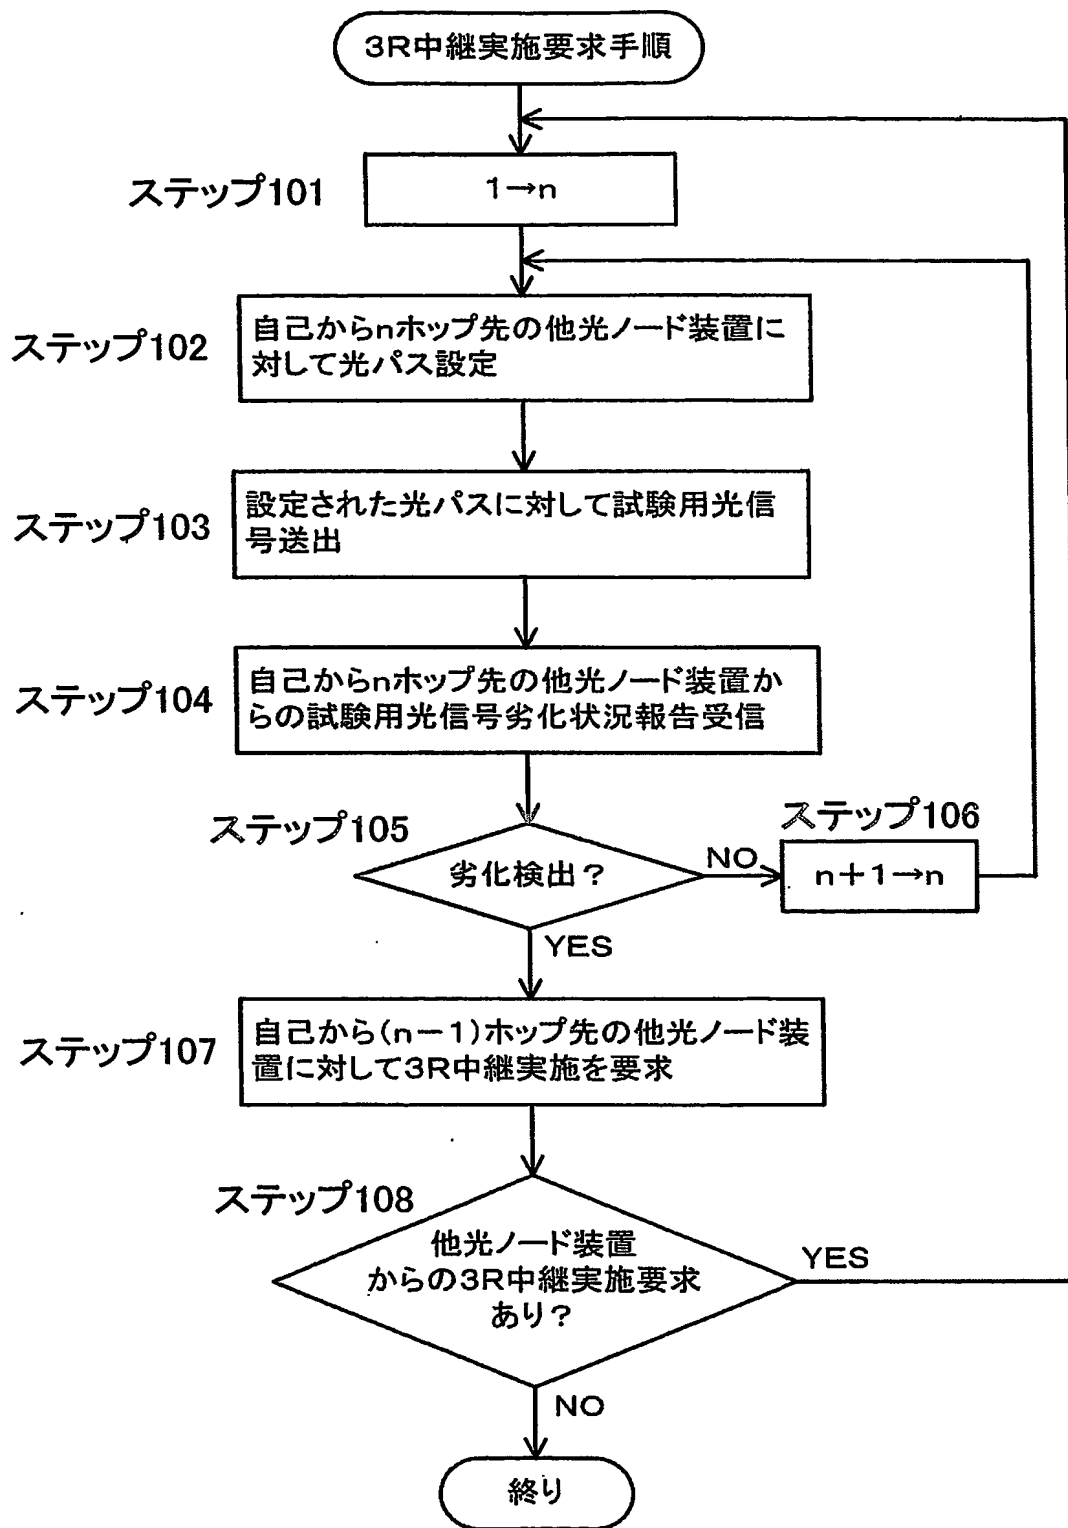 3R中継実施要求手順
ステップ101
1→n
ステップ102
自己からnホップ先の他光ノード装置に
対して光パス設定
ステップ103
設定された光パスに対して試験用光信
号送出
ステップ104
自己からnホップ先の他光ノード装置か
らの試験用光信号劣化状況報告受信
ステップ105
劣化検出？
NO
ステップ106
n＋1→n
YES
ステップ107
自己から(n－1)ホップ先の他光ノード装
置に対して3R中継実施を要求
ステップ108
他光ノード装置
からの3R中継実施要求
あり？
YES
NO
終り